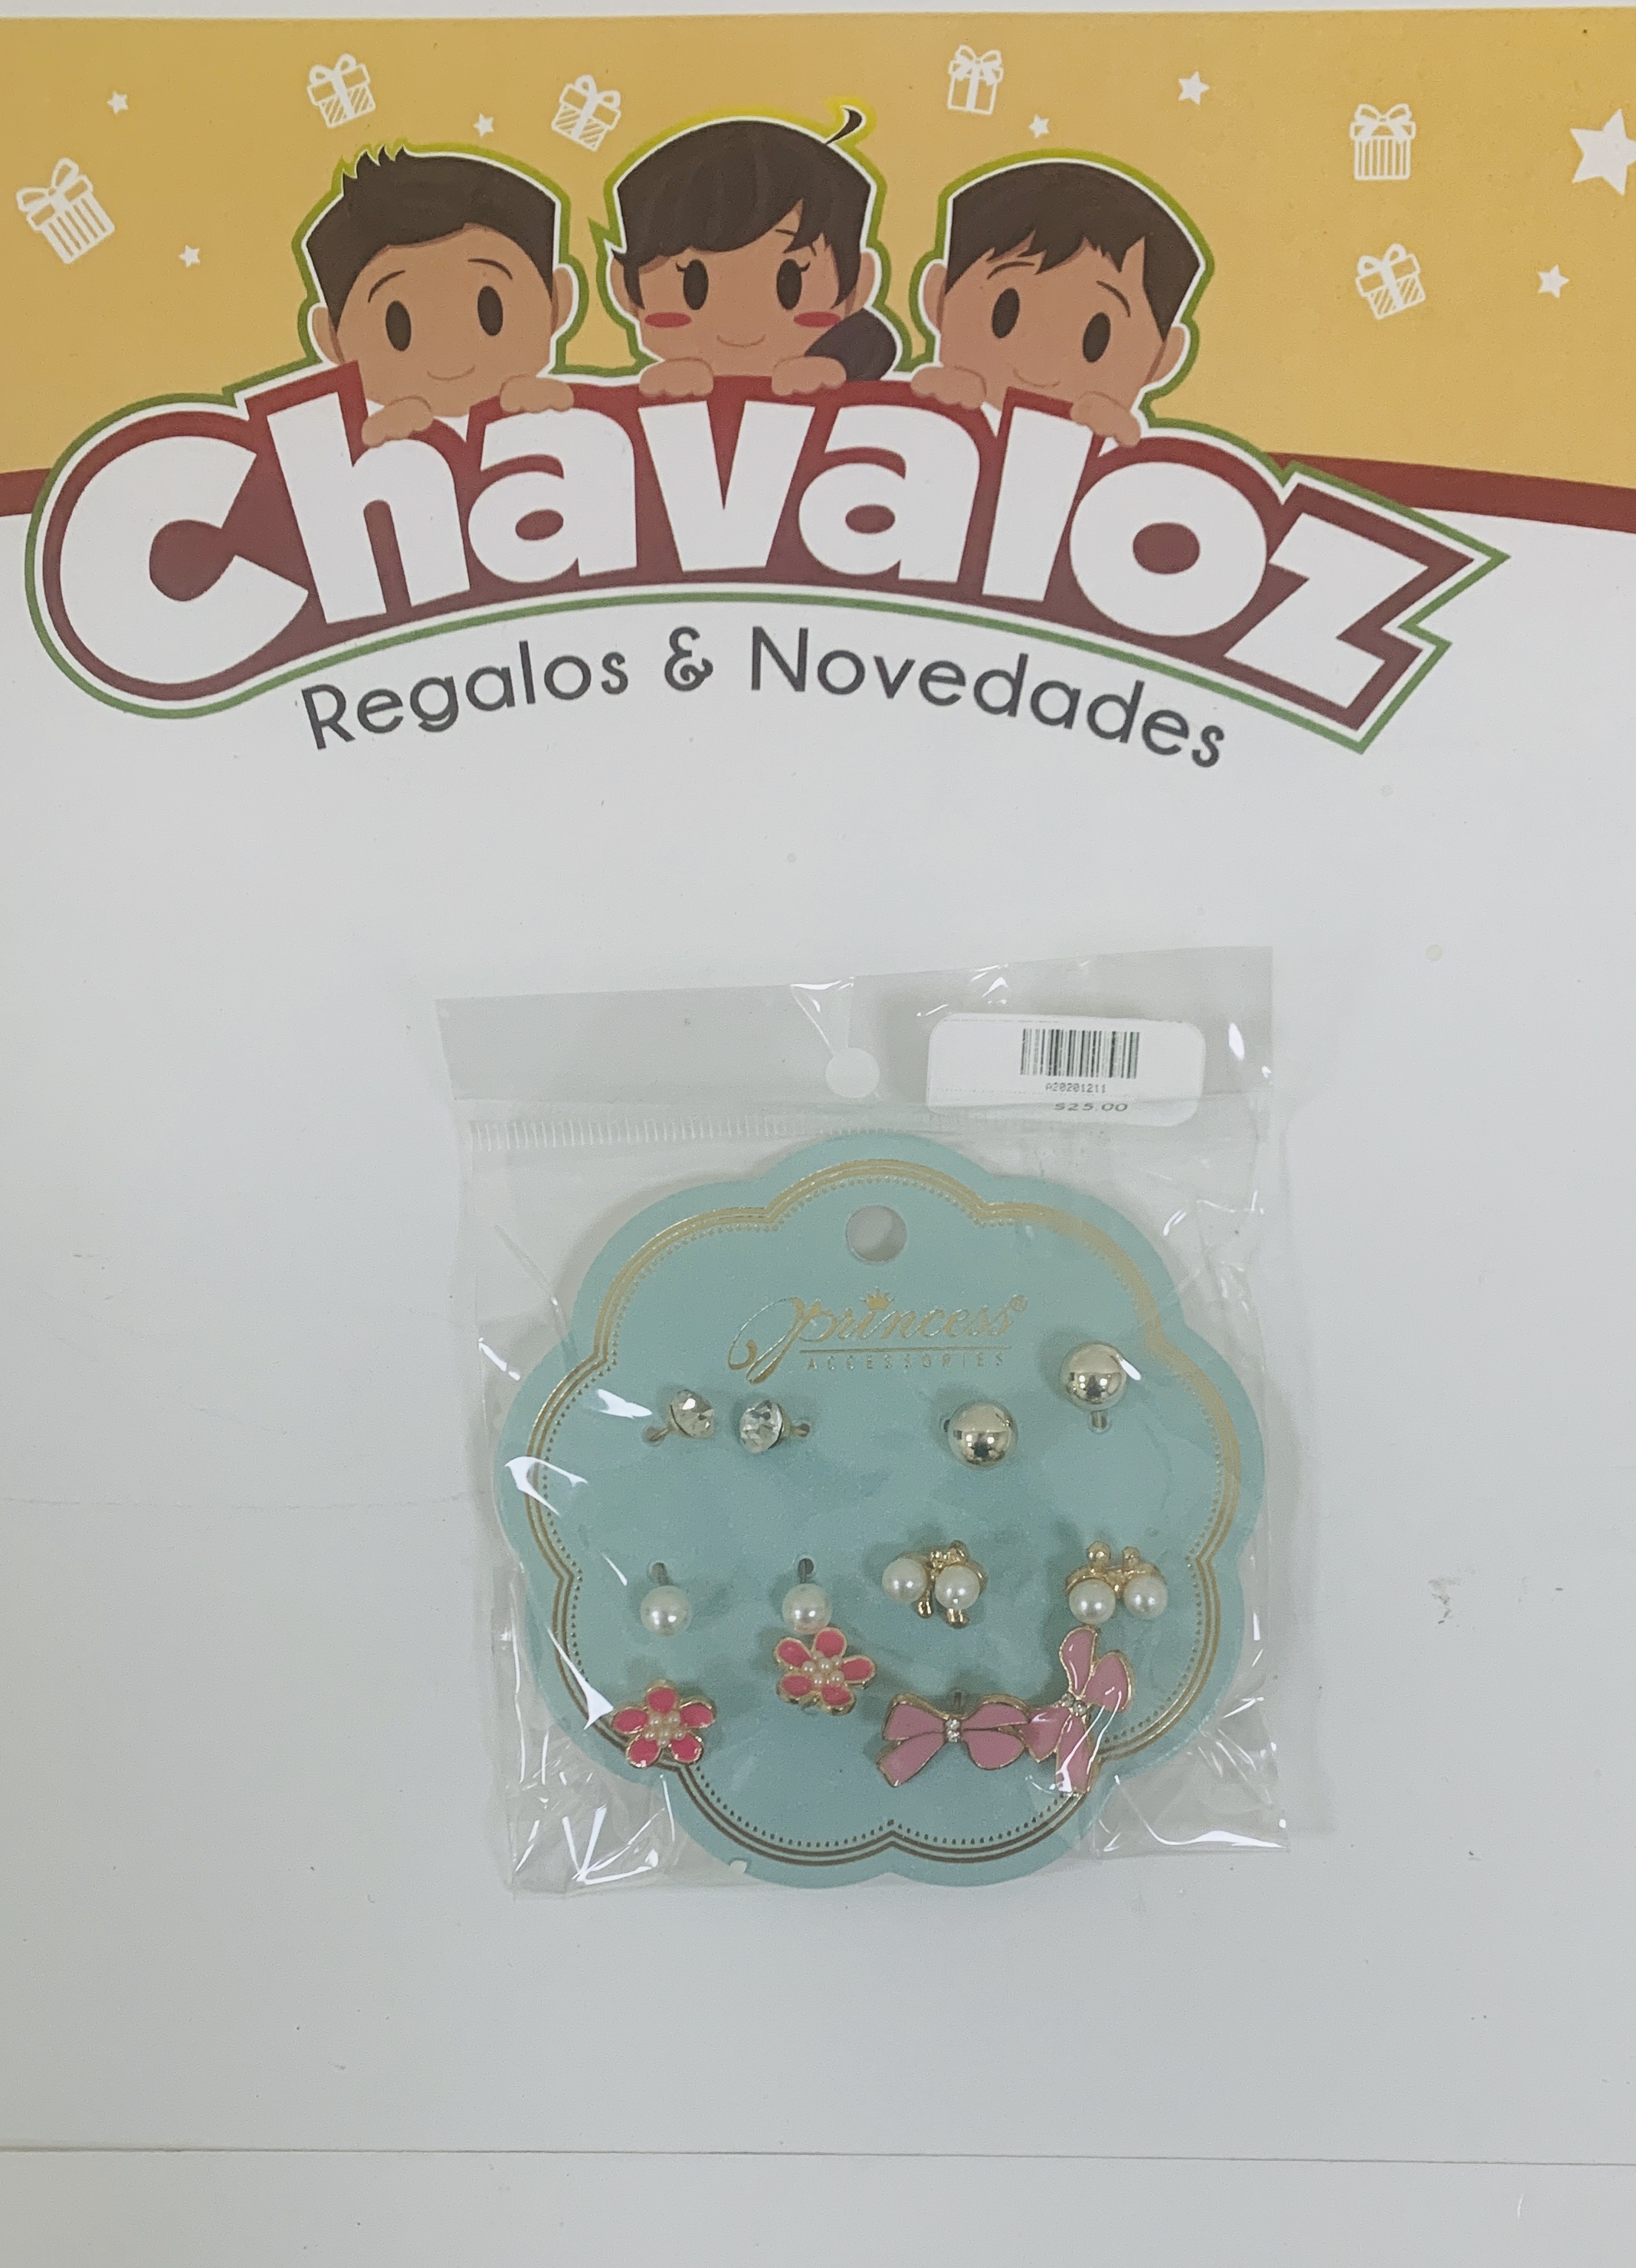 Chavaloz
Regalos & Novedades
A20201211
$25.00
Princess®
ACCESSORIES